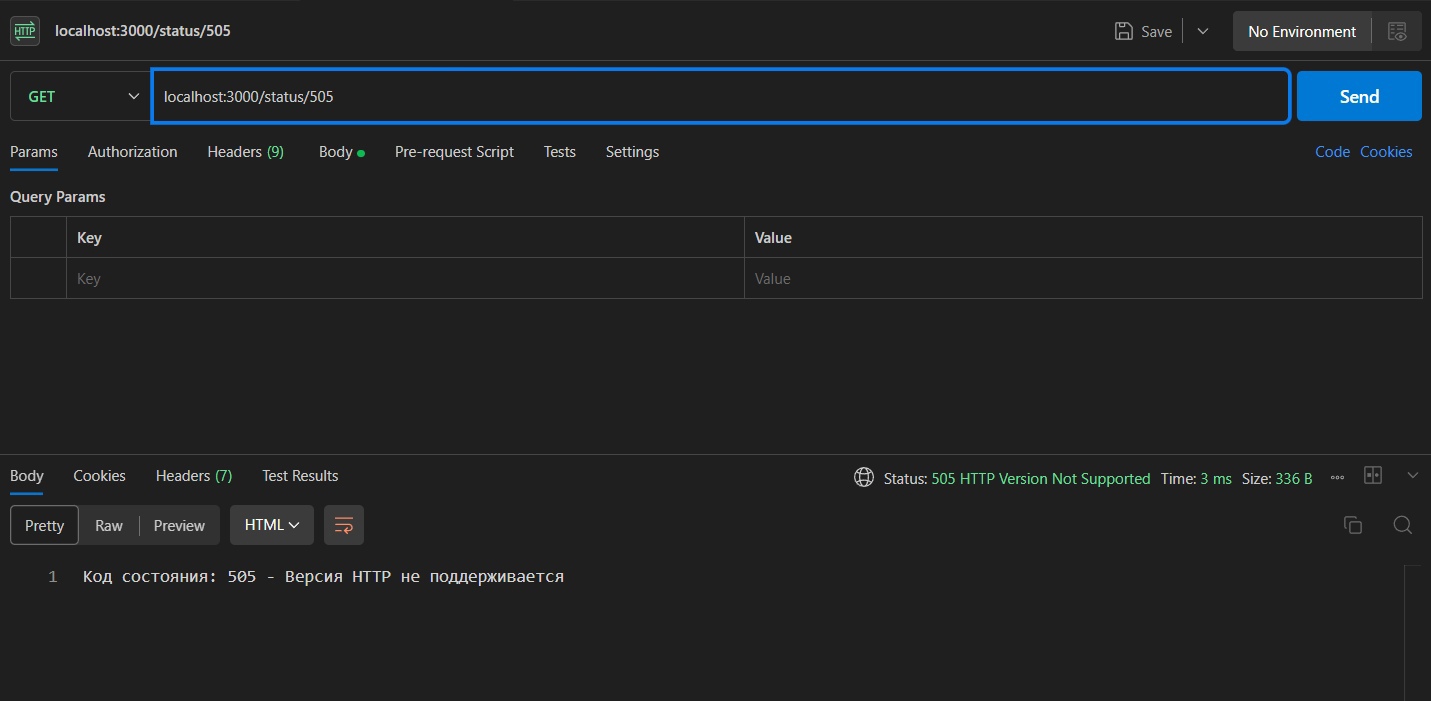 HTTP localhost:3000/status/505 Save No Environment
GET localhost:3000/status/505 Send
Params Authorization Headers (9) Body Pre-request Script Tests Settings Code Cookies
Query Params
Key Value
Key Value
Body Cookies Headers (7) Test Results Status: 505 HTTP Version Not Supported Time: 3 ms Size: 336 B
Pretty Raw Preview HTML
1 Код состояния: 505 - Версия HTTP не поддерживается